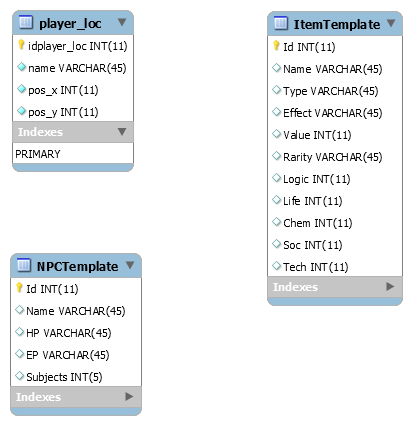 player_loc
idplayer_loc INT(11)
name VARCHAR(45)
pos_x INT(11)
pos_y INT(11)
Indexes
PRIMARY
ItemTemplate
Id INT(11)
Name VARCHAR(45)
Type VARCHAR(45)
Effect VARCHAR(45)
Value INT(11)
Rarity VARCHAR(45)
Logic INT(11)
Life INT(11)
Chem INT(11)
Soc INT(11)
Tech INT(11)
Indexes
NPCTemplate
Id INT(11)
Name VARCHAR(45)
HP VARCHAR(45)
EP VARCHAR(45)
Subjects INT(5)
Indexes